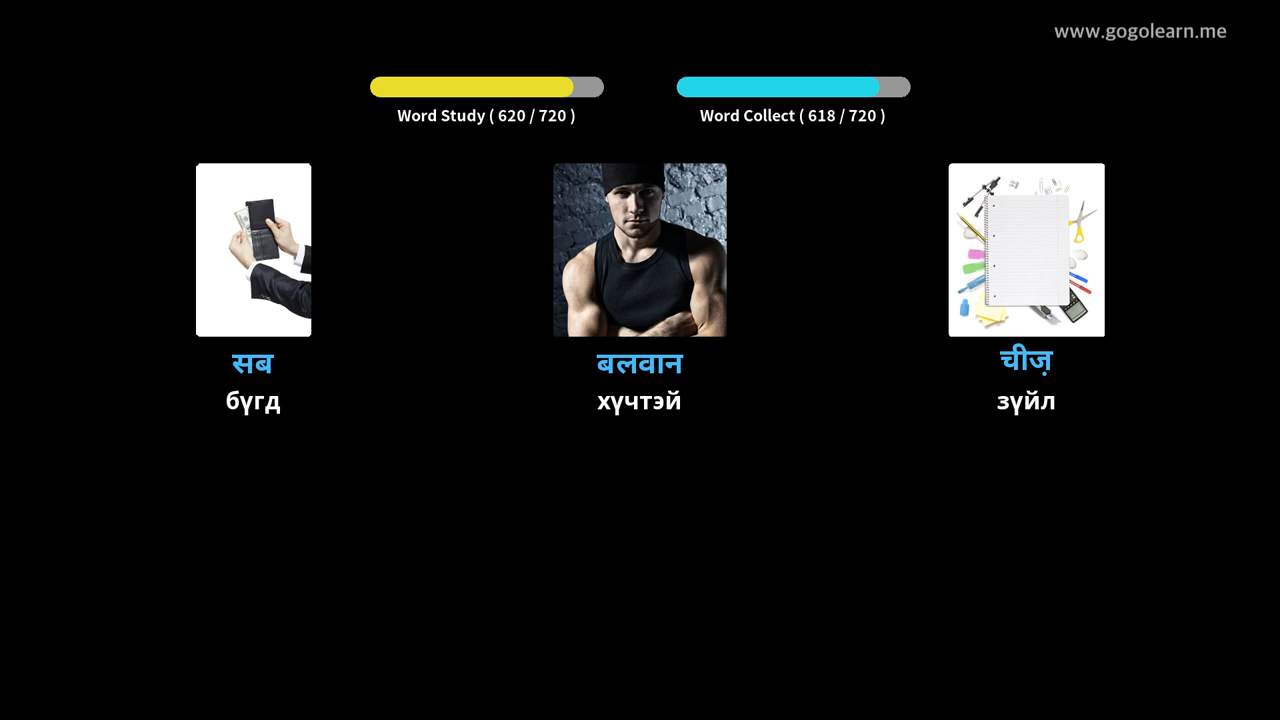 www.gogolearn.me
Word Study ( 620 / 720 )
Word Collect ( 618 / 720 )
सब
बलवान
चीज़
бүгд
хүчтэй
зүйл